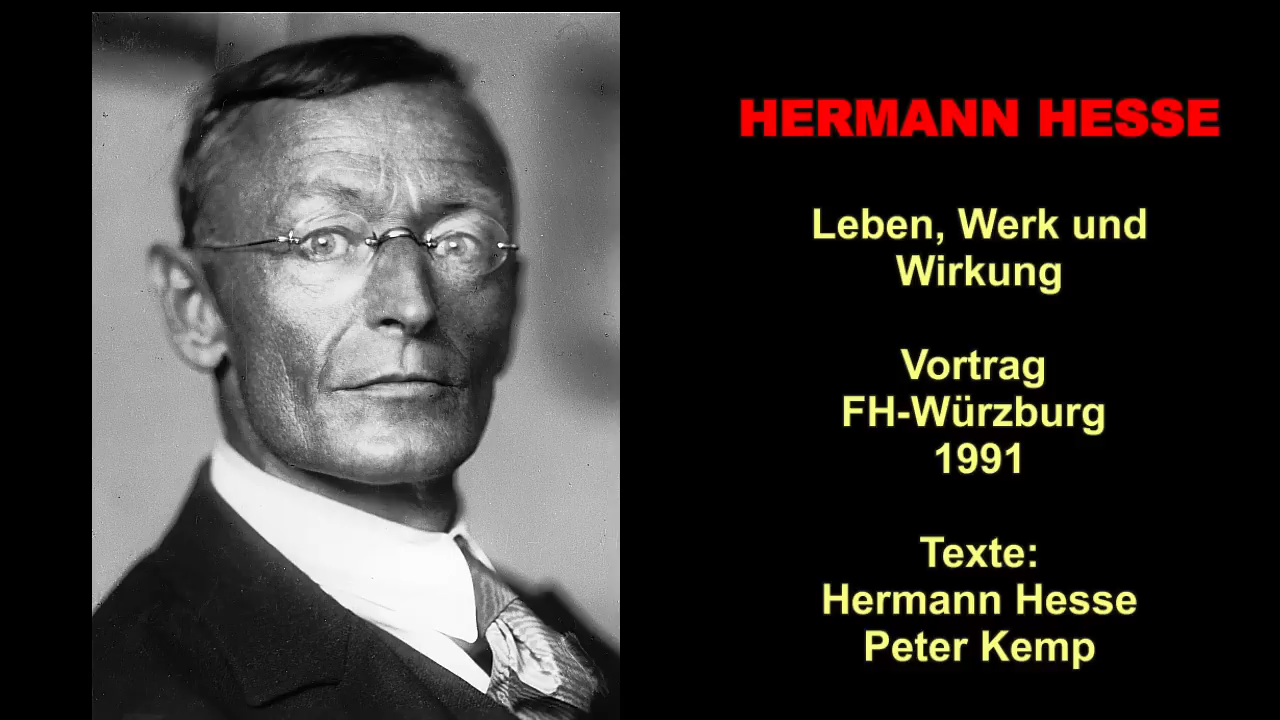 HERMANN HESSE
Leben, Werk und
Wirkung
Vortrag
FH-Würzburg
1991
Texte:
Hermann Hesse
Peter Kemp